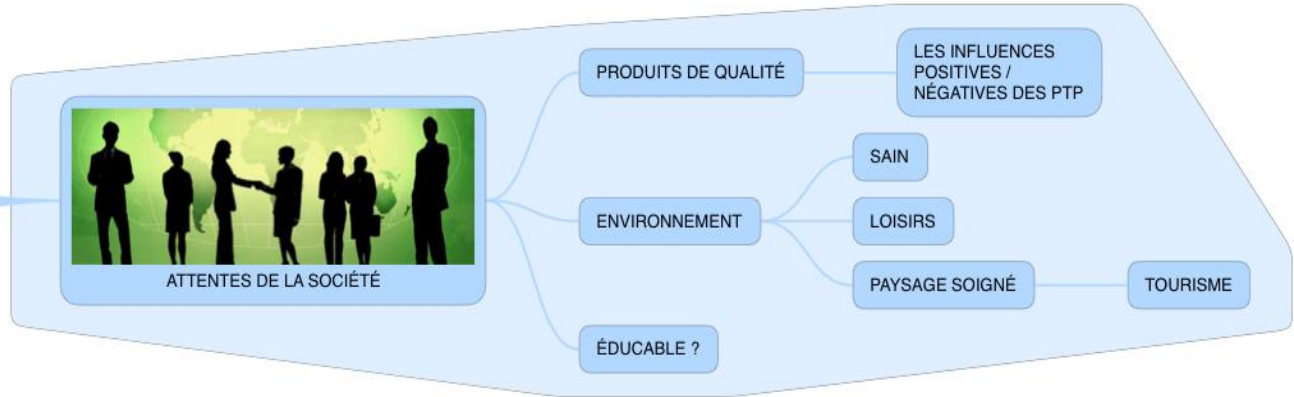 PRODUITS DE QUALITÉ
LES INFLUENCES
POSITIVES /
NÉGATIVES DES PTP
SAIN
ENVIRONNEMENT
LOISIRS
PAYSAGE SOIGNÉ
TOURISME
ATTENTES DE LA SOCIÉTÉ
ÉDUCABLE ?